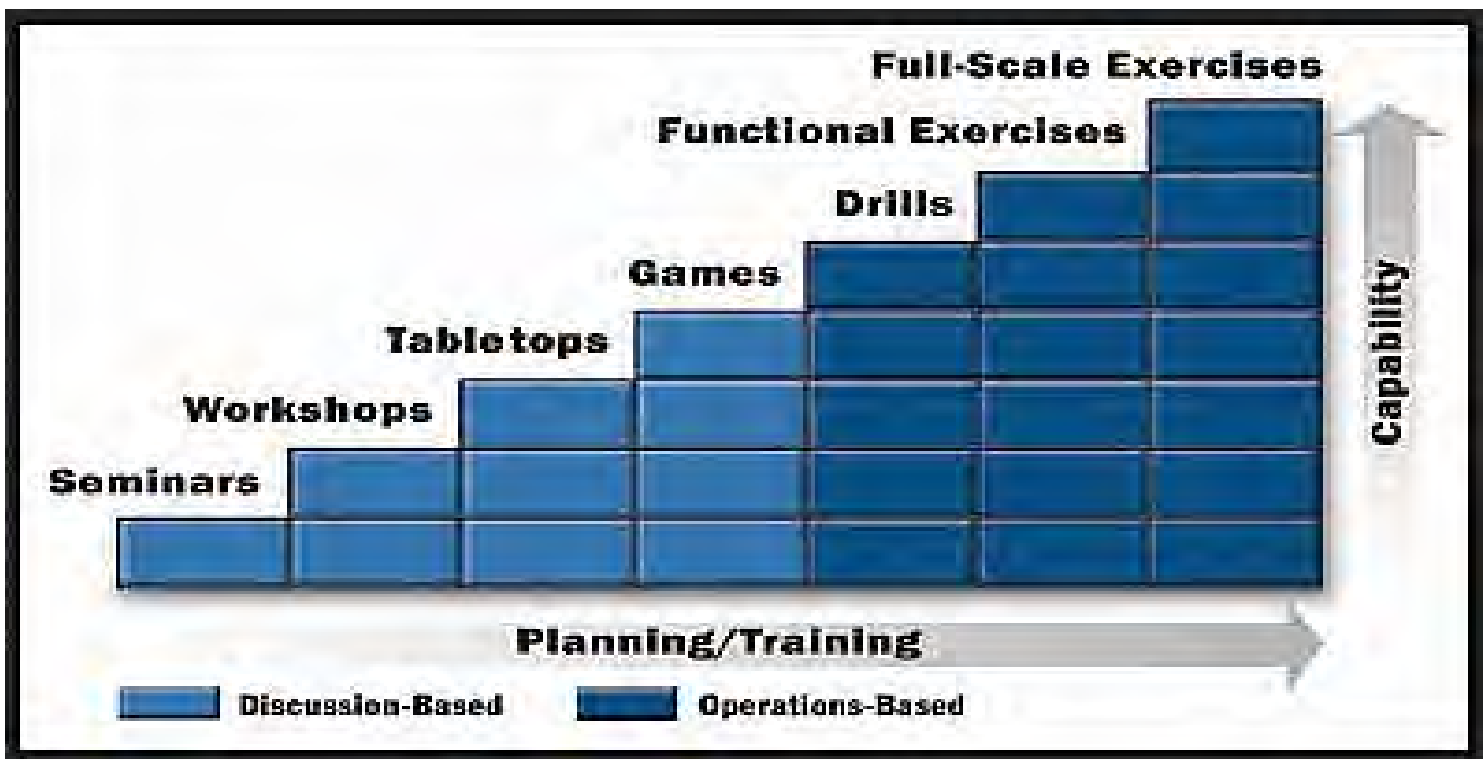 Full-Scale Exercises
Functional Exercises
Drills
Games
Tabletops
Workshops
Seminars
Capability
Planning/Training
Discussion-Based
Operations-Based